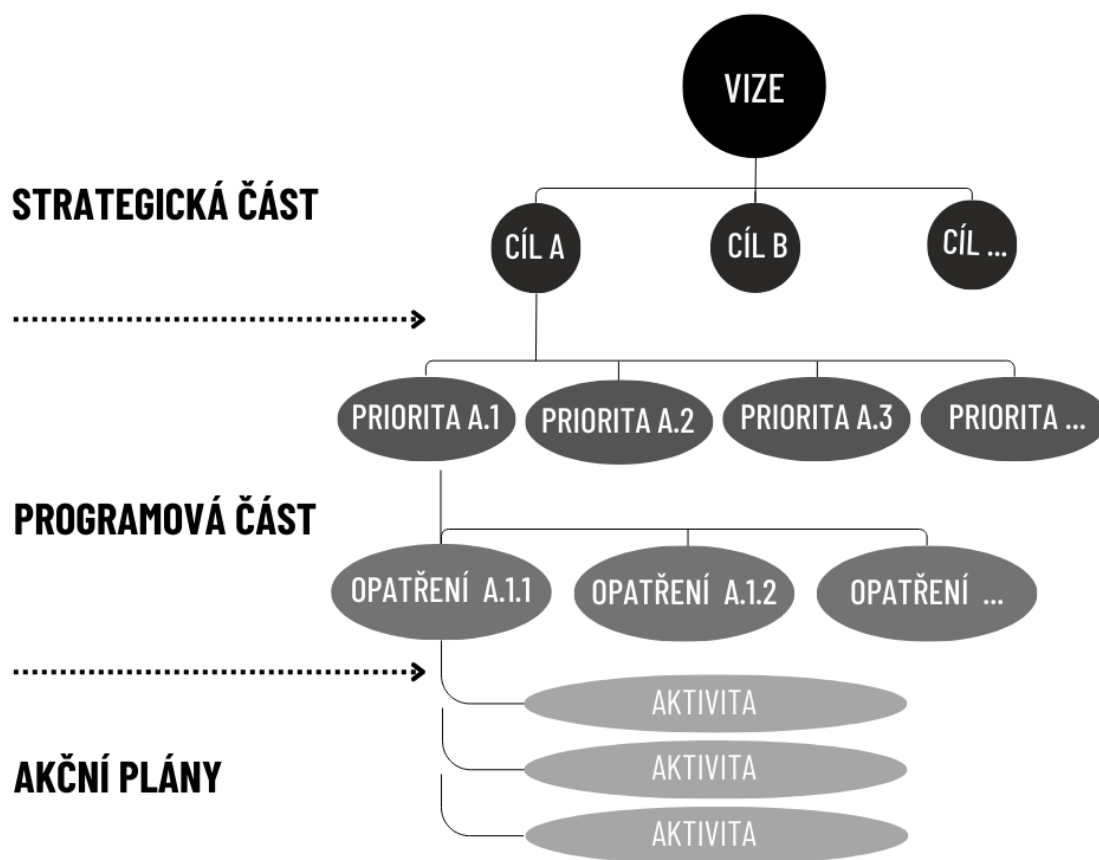 VIZE
STRATEGICKÁ ČÁST
CÍL A
CÍL B
CÍL ...
PRIORITA A.1
PRIORITA A.2
PRIORITA A.3
PRIORITA ...
PROGRAMOVÁ ČÁST
OPATŘENÍ A.1.1
OPATŘENÍ A.1.2
OPATŘENÍ ...
AKČNÍ PLÁNY
AKTIVITA
AKTIVITA
AKTIVITA